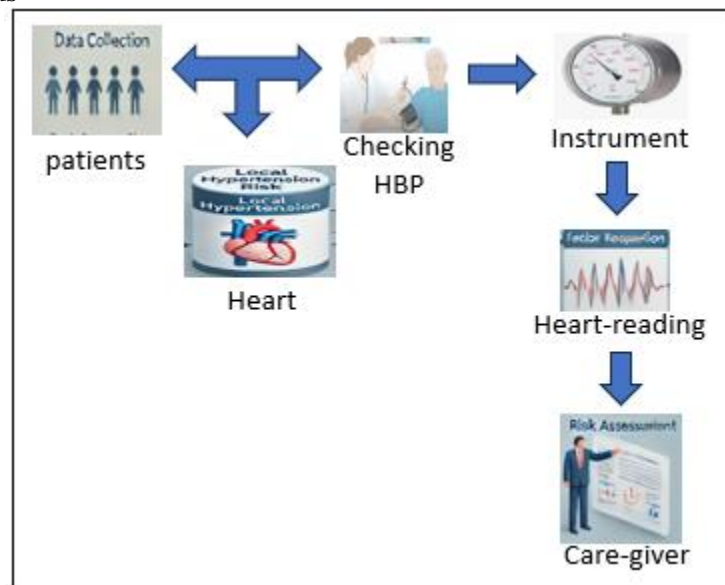 Data Collection
patients
Local
Hypertension
Risk
Local
Hypertension
Heart
Checking
HBP
Instrument
Heart-reading
Risk Assessment
Care-giver